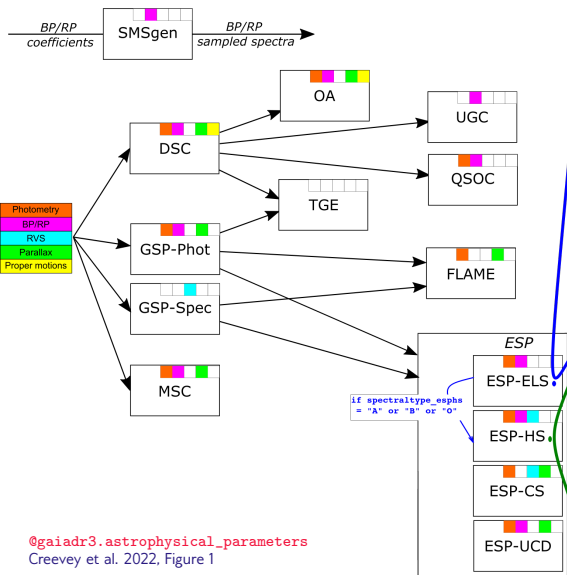 BP/RP
coefficients
SMSgen
BP/RP
sampled spectra
OA
UGC
DSC
QSOC
TGE
Photometry
BP/RP
RVS
Parallax
Proper motions
GSP-Phot
FLAME
GSP-Spec
ESP
MSC
ESP-ELS
if spectraltype_esphs
= "A" or "B" or "O"
ESP-HS
ESP-CS
ESP-UCD
@gaiadr3.astrophysical_parameters
Creevey et al. 2022, Figure 1